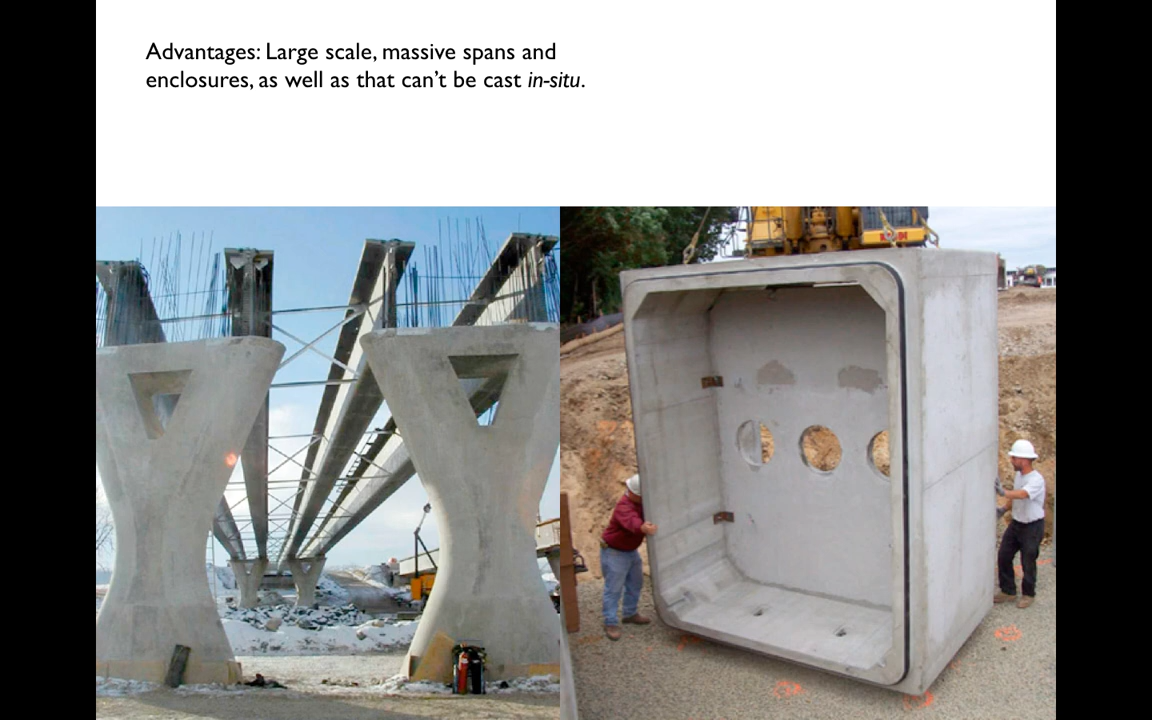 Advantages: Large scale, massive spans and
enclosures, as well as that can’t be cast in-situ.